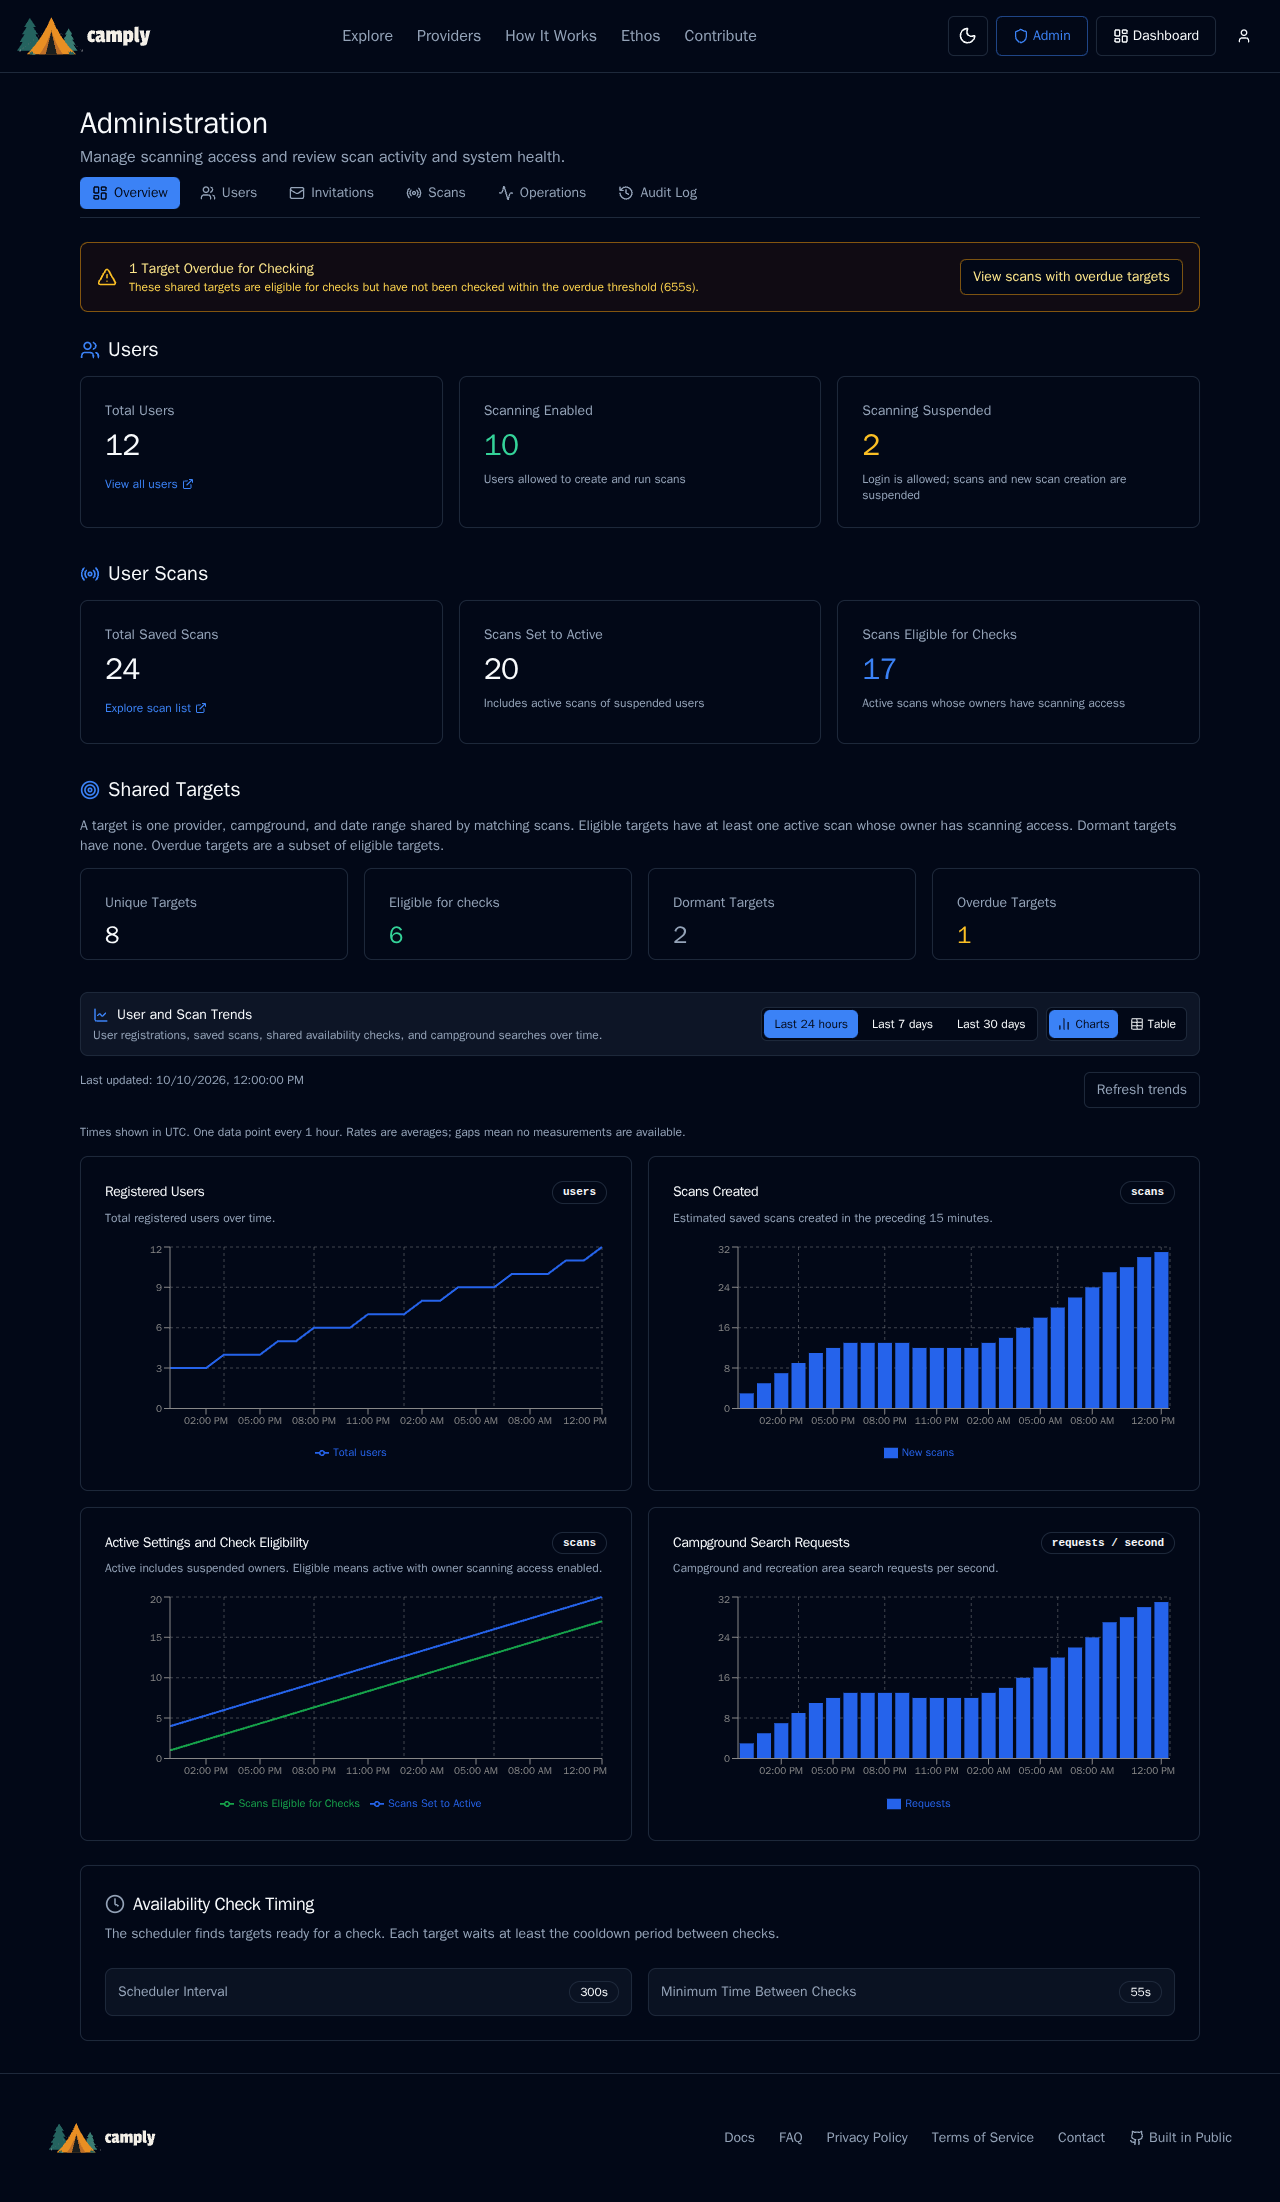 camply
Explore
Providers
How It Works
Ethos
Contribute
Admin
Dashboard
Administration
Manage scanning access and review scan activity and system health.
Overview
Users
Invitations
Scans
Operations
Audit Log
1 Target Overdue for Checking
These shared targets are eligible for checks but have not been checked within the overdue threshold (655s).
View scans with overdue targets
Users
Total Users
12
View all users
Scanning Enabled
10
Users allowed to create and run scans
Scanning Suspended
2
Login is allowed; scans and new scan creation are
suspended
User Scans
Total Saved Scans
24
Explore scan list
Scans Set to Active
20
Includes active scans of suspended users
Scans Eligible for Checks
17
Active scans whose owners have scanning access
Shared Targets
A target is one provider, campground, and date range shared by matching scans. Eligible targets have at least one active scan whose owner has scanning access. Dormant targets
have none. Overdue targets are a subset of eligible targets.
Unique Targets
8
Eligible for checks
6
Dormant Targets
2
Overdue Targets
1
User and Scan Trends
User registrations, saved scans, shared availability checks, and campground searches over time.
Last 24 hours
Last 7 days
Last 30 days
Charts
Table
Last updated: 10/10/2026, 12:00:00 PM
Refresh trends
Times shown in UTC. One data point every 1 hour. Rates are averages; gaps mean no measurements are available.
Registered Users
users
Total registered users over time.
12
9
6
3
0
02:00 PM 05:00 PM 08:00 PM 11:00 PM 02:00 AM 05:00 AM 08:00 AM 12:00 PM
Total users
Scans Created
scans
Estimated saved scans created in the preceding 15 minutes.
32
24
16
8
0
02:00 PM 05:00 PM 08:00 PM 11:00 PM 02:00 AM 05:00 AM 08:00 AM 12:00 PM
New scans
Active Settings and Check Eligibility
scans
Active includes suspended owners. Eligible means active with owner scanning access enabled.
20
15
10
5
0
02:00 PM 05:00 PM 08:00 PM 11:00 PM 02:00 AM 05:00 AM 08:00 AM 12:00 PM
Scans Eligible for Checks
Scans Set to Active
Campground Search Requests
requests / second
Campground and recreation area search requests per second.
32
24
16
8
0
02:00 PM 05:00 PM 08:00 PM 11:00 PM 02:00 AM 05:00 AM 08:00 AM 12:00 PM
Requests
Availability Check Timing
The scheduler finds targets ready for a check. Each target waits at least the cooldown period between checks.
Scheduler Interval
300s
Minimum Time Between Checks
55s
camply
Docs
FAQ
Privacy Policy
Terms of Service
Contact
Built in Public